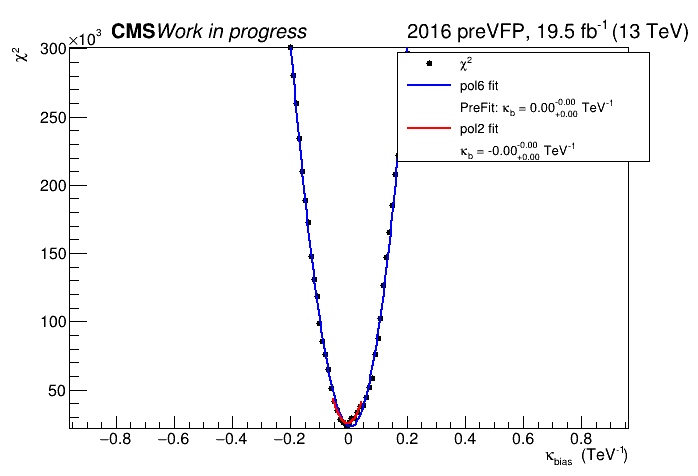 ×10³
CMS Work in progress
2016 preVFP, 19.5 fb⁻¹ (13 TeV)
χ²
300
250
200
150
100
50
χ²
pol6 fit
PreFit: κ_b = 0.00 -0.00 +0.00 TeV⁻¹
pol2 fit
κ_b = -0.00 -0.00 +0.00 TeV⁻¹
−0.8 −0.6 −0.4 −0.2 0 0.2 0.4 0.6 0.8
κ_bias (TeV⁻¹)